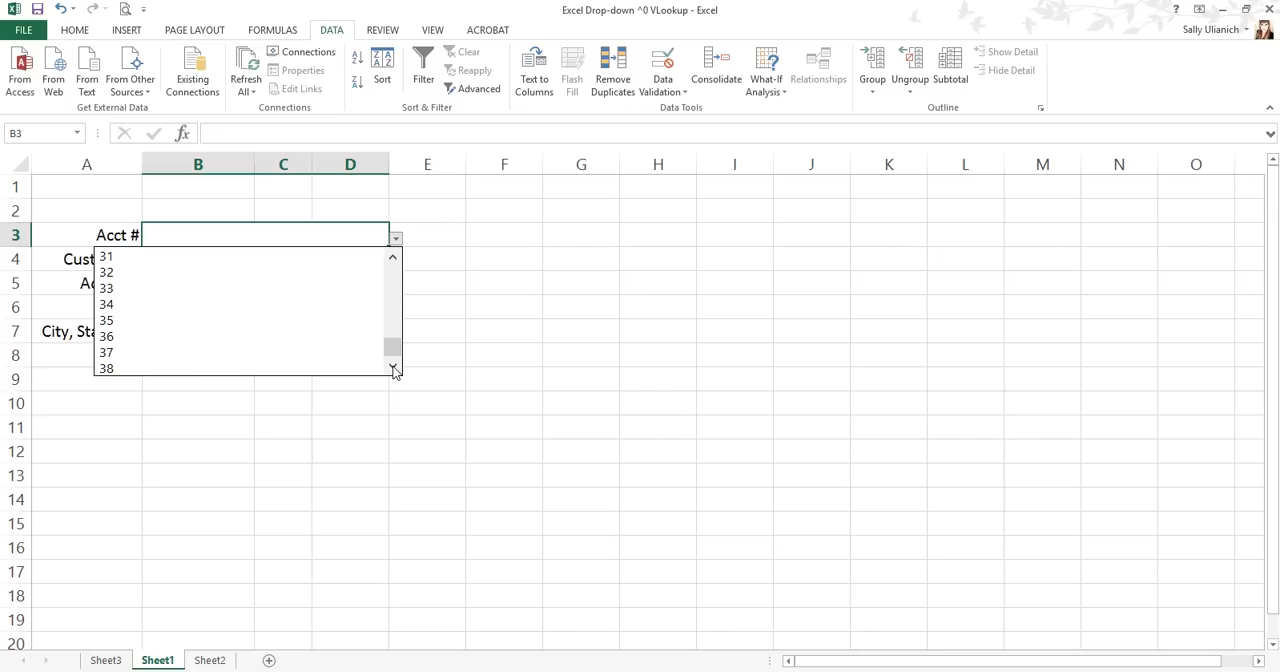 Excel Drop-down ^0 VLookup - Excel
?
FILE HOME INSERT PAGE LAYOUT FORMULAS DATA REVIEW VIEW ACROBAT Sally Ulianich
From Access From Web From Text From Other Sources Existing Connections Refresh All Connections Properties Edit Links Sort Filter Clear Reapply Advanced Text to Columns Flash Fill Remove Duplicates Data Validation Consolidate What-If Analysis Relationships Group Ungroup Subtotal Show Detail Hide Detail
Get External Data Connections Sort & Filter Data Tools Outline
B3 fx
A B C D E F G H I J K L M N O
1
2
3 Acct #
4 Cust
5 Ad
6
7 City, Sta
8
31
32
33
34
35
36
37
38
9
10
11
12
13
14
15
16
17
18
19
20
Sheet3 Sheet1 Sheet2